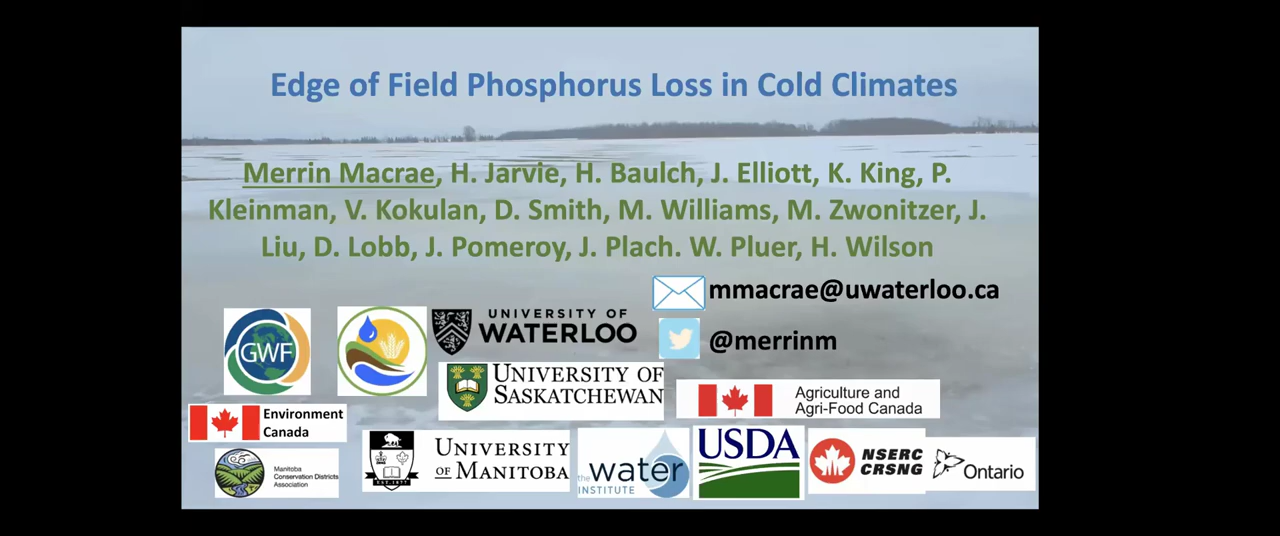 Edge of Field Phosphorus Loss in Cold Climates
Merrin Macrae, H. Jarvie, H. Baulch, J. Elliott, K. King, P.
Kleinman, V. Kokulan, D. Smith, M. Williams, M. Zwonitzer, J.
Liu, D. Lobb, J. Pomeroy, J. Plach. W. Pluer, H. Wilson
mmacrae@uwaterloo.ca
@merrinm
GWF
UNIVERSITY OF
WATERLOO
UNIVERSITY OF
SASKATCHEWAN
Agriculture and
Agri-Food Canada
Environment
Canada
Manitoba
Conservation Districts
Association
EST.1877
UNIVERSITY
OF MANITOBA
the water
INSTITUTE
USDA
NSERC
CRSNG
Ontario